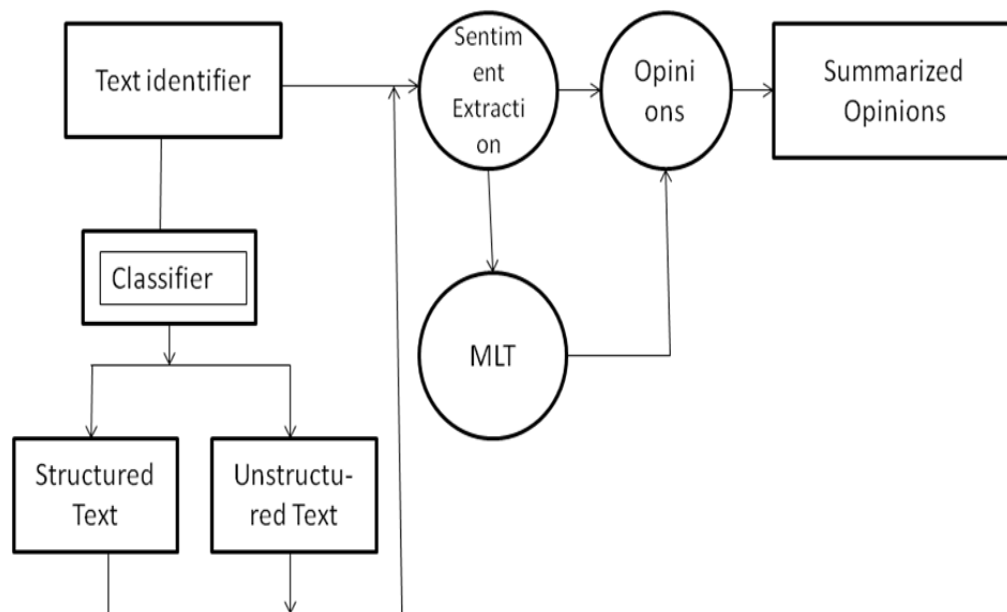 Text identifier
Sentim
ent
Extracti
on
Opini
ons
Summarized
Opinions
Classifier
MLT
Structured
Text
Unstructu-
red Text